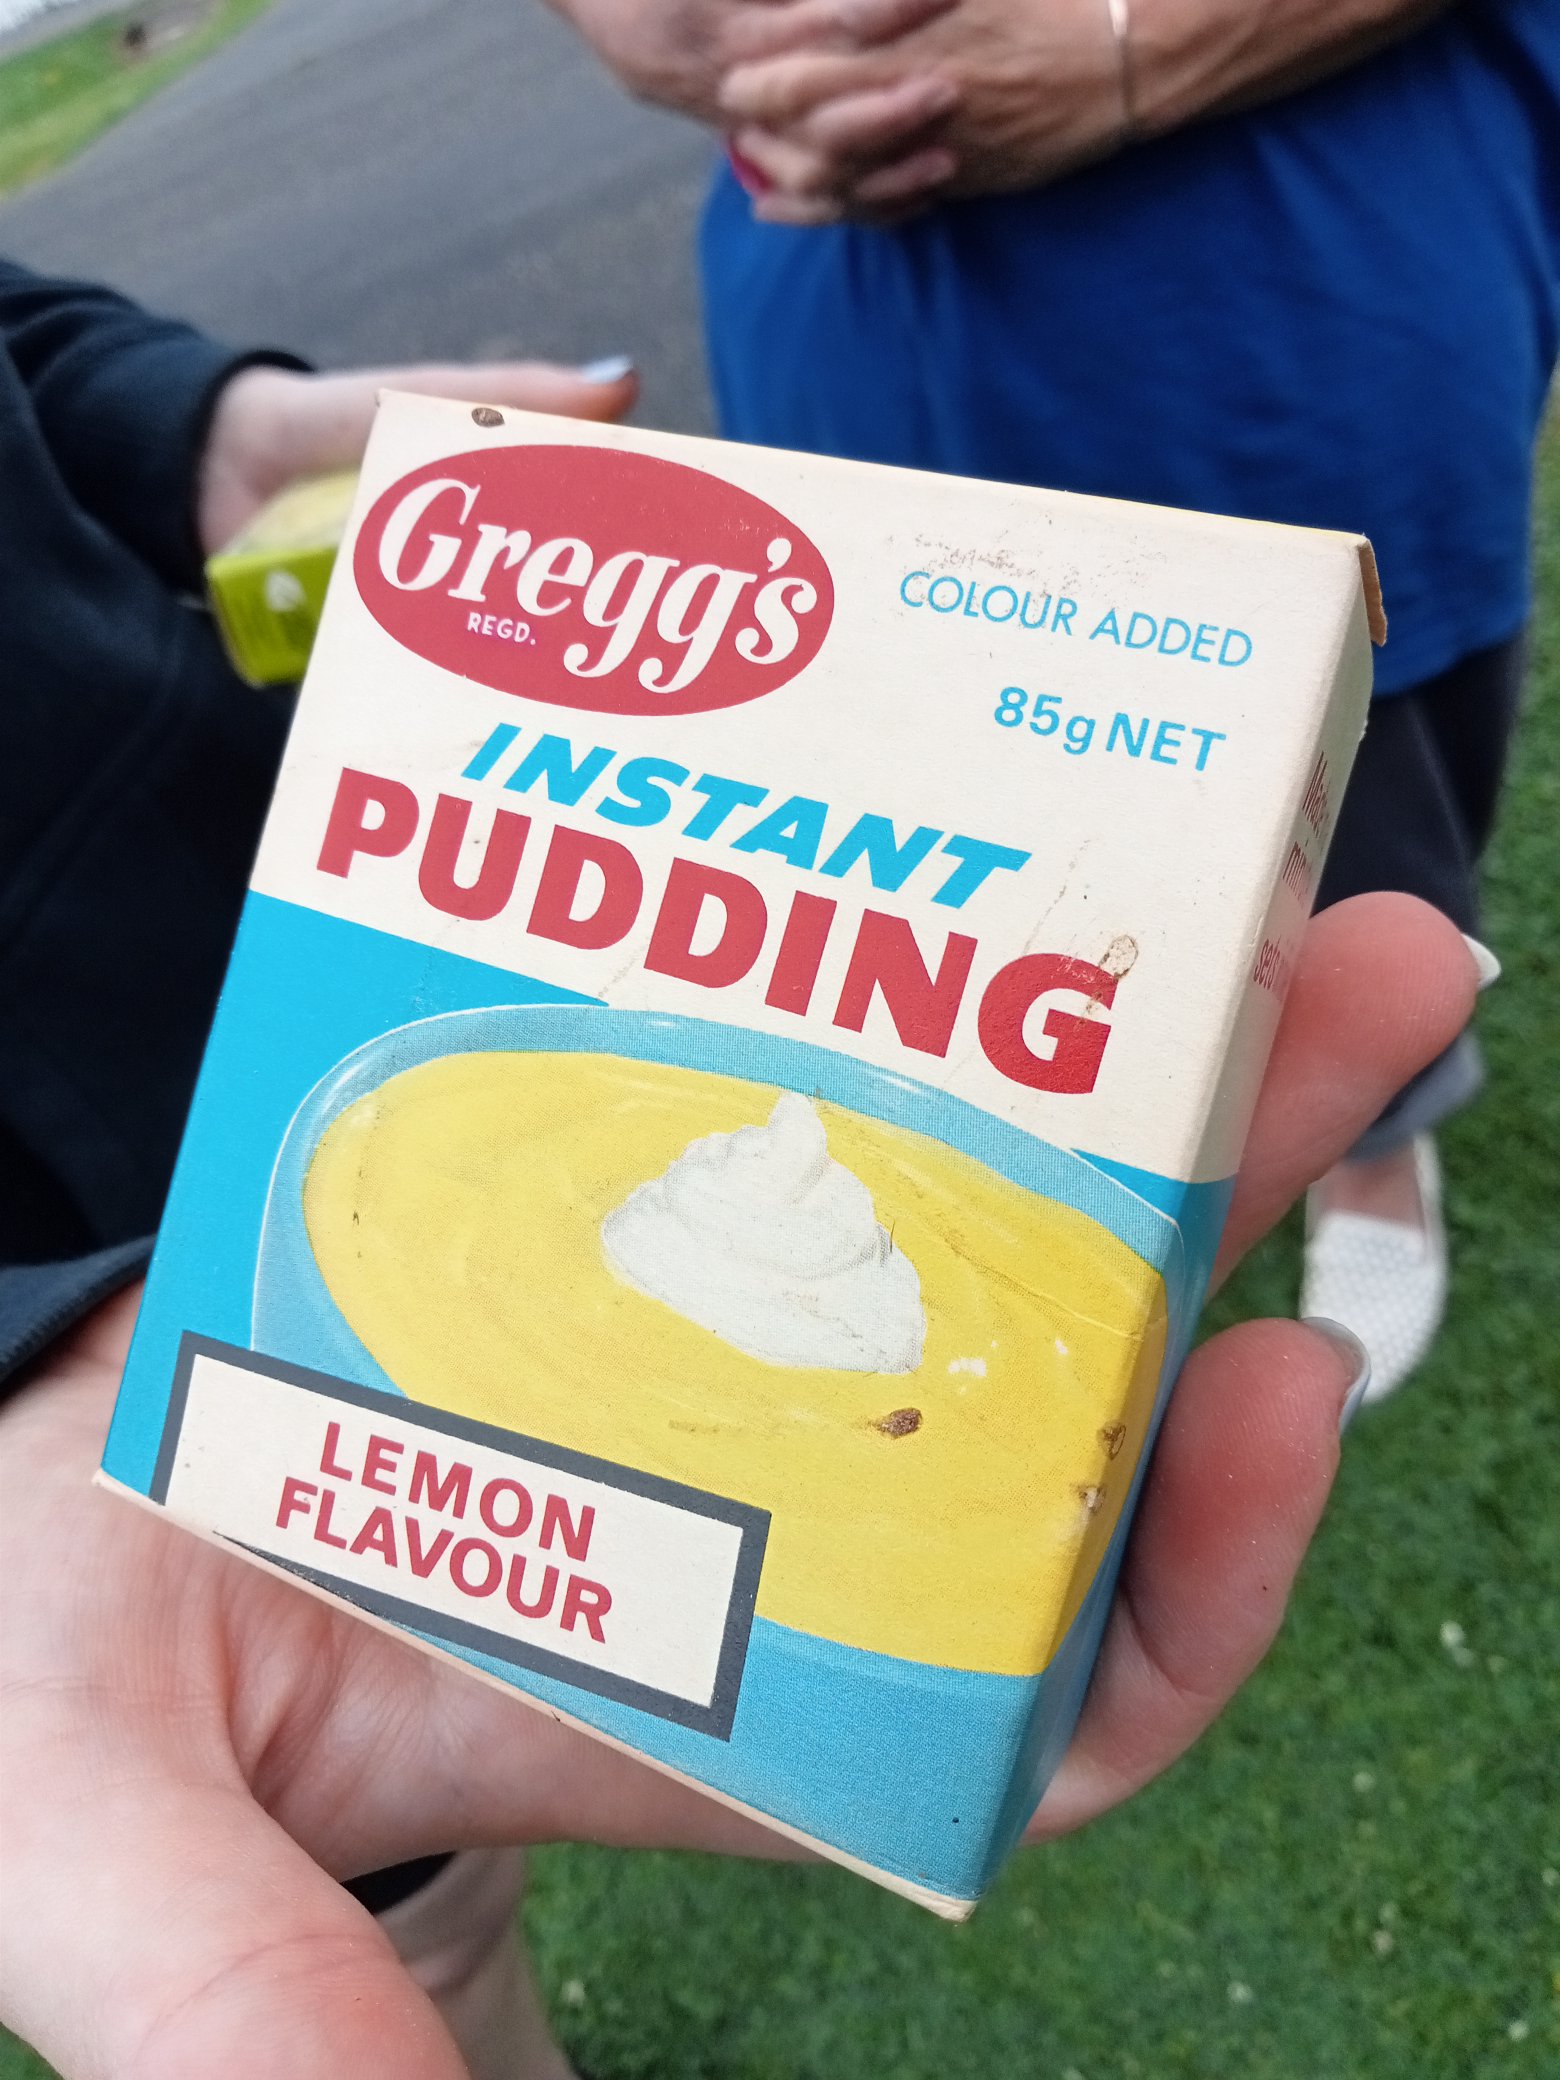 Gregg's
REGD.
COLOUR ADDED
85g NET
INSTANT
PUDDING
LEMON
FLAVOUR